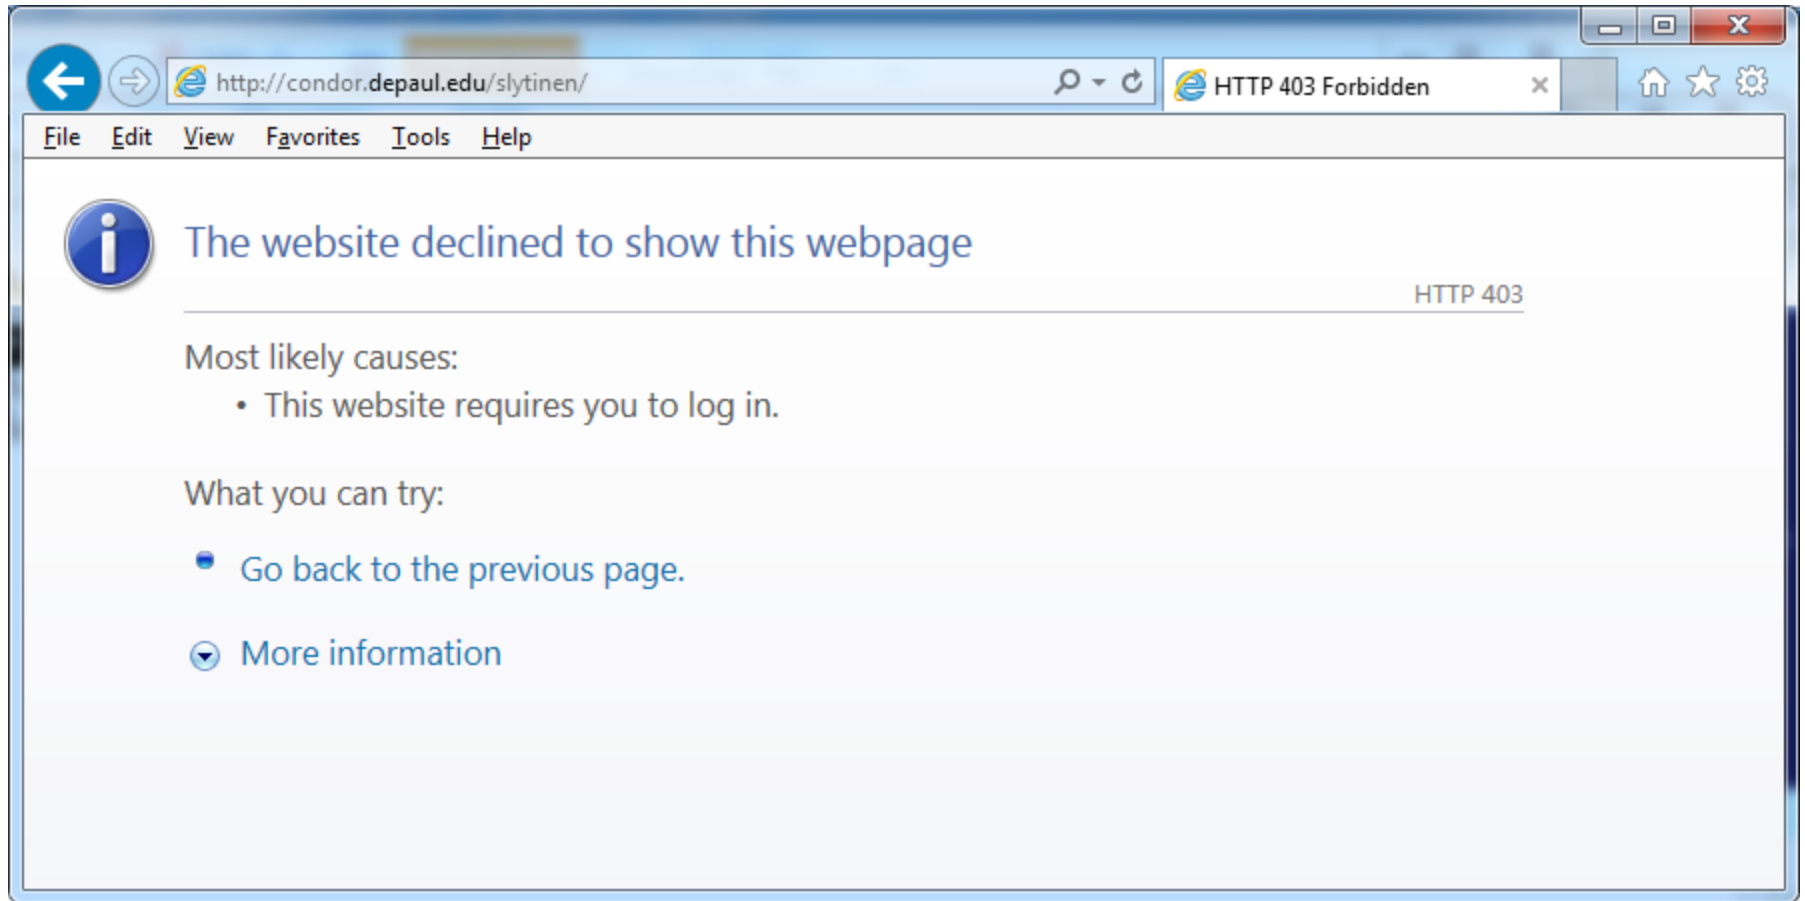 http://condor.depaul.edu/slytinen/
HTTP 403 Forbidden
File Edit View Favorites Tools Help
The website declined to show this webpage
HTTP 403
Most likely causes:
• This website requires you to log in.
What you can try:
Go back to the previous page.
More information